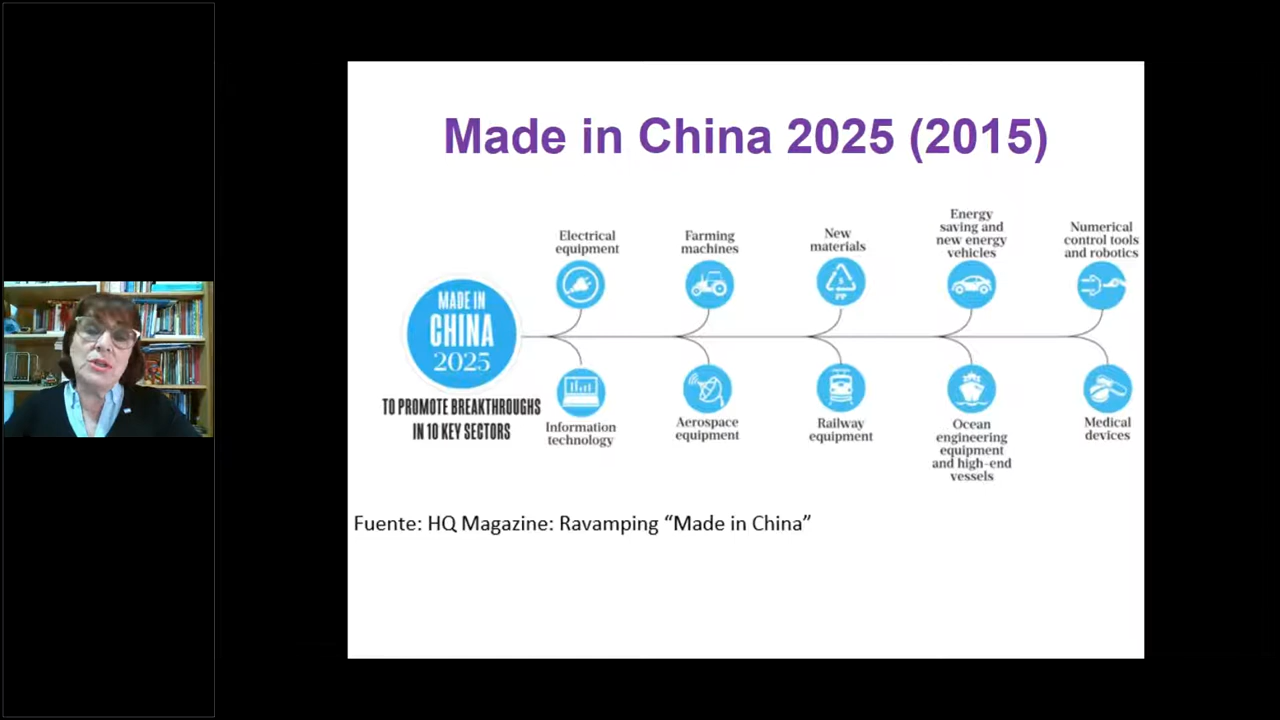 Made in China 2025 (2015)
Electrical
equipment
Farming
machines
New
materials
Energy
saving and
new energy
vehicles
Numerical
control tools
and robotics
MADE IN
CHINA
2025
TO PROMOTE BREAKTHROUGHS
IN 10 KEY SECTORS
PP
Information
technology
Aerospace
equipment
Railway
equipment
Ocean
engineering
equipment
and high-end
vessels
Medical
devices
Fuente: HQ Magazine: Ravamping “Made in China”